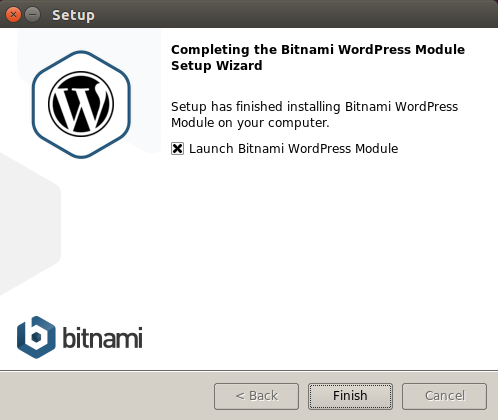 Setup
Completing the Bitnami WordPress Module
Setup Wizard
Setup has finished installing Bitnami WordPress
Module on your computer.
Launch Bitnami WordPress Module
bitnami
< Back
Finish
Cancel